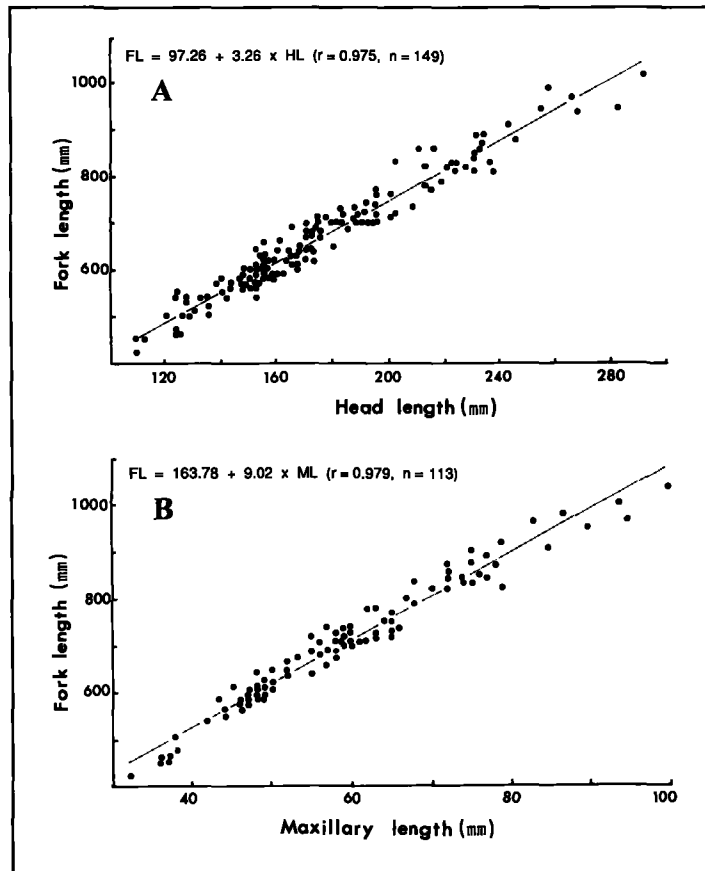 FL = 97.26 + 3.26 x HL (r = 0.975, n = 149)
A
1000
800
600
Fork length (mm)
120 160 200 240 280
Head length (mm)
FL = 163.78 + 9.02 x ML (r = 0.979, n = 113)
B
1000
800
600
Fork length (mm)
40 60 80 100
Maxillary length (mm)